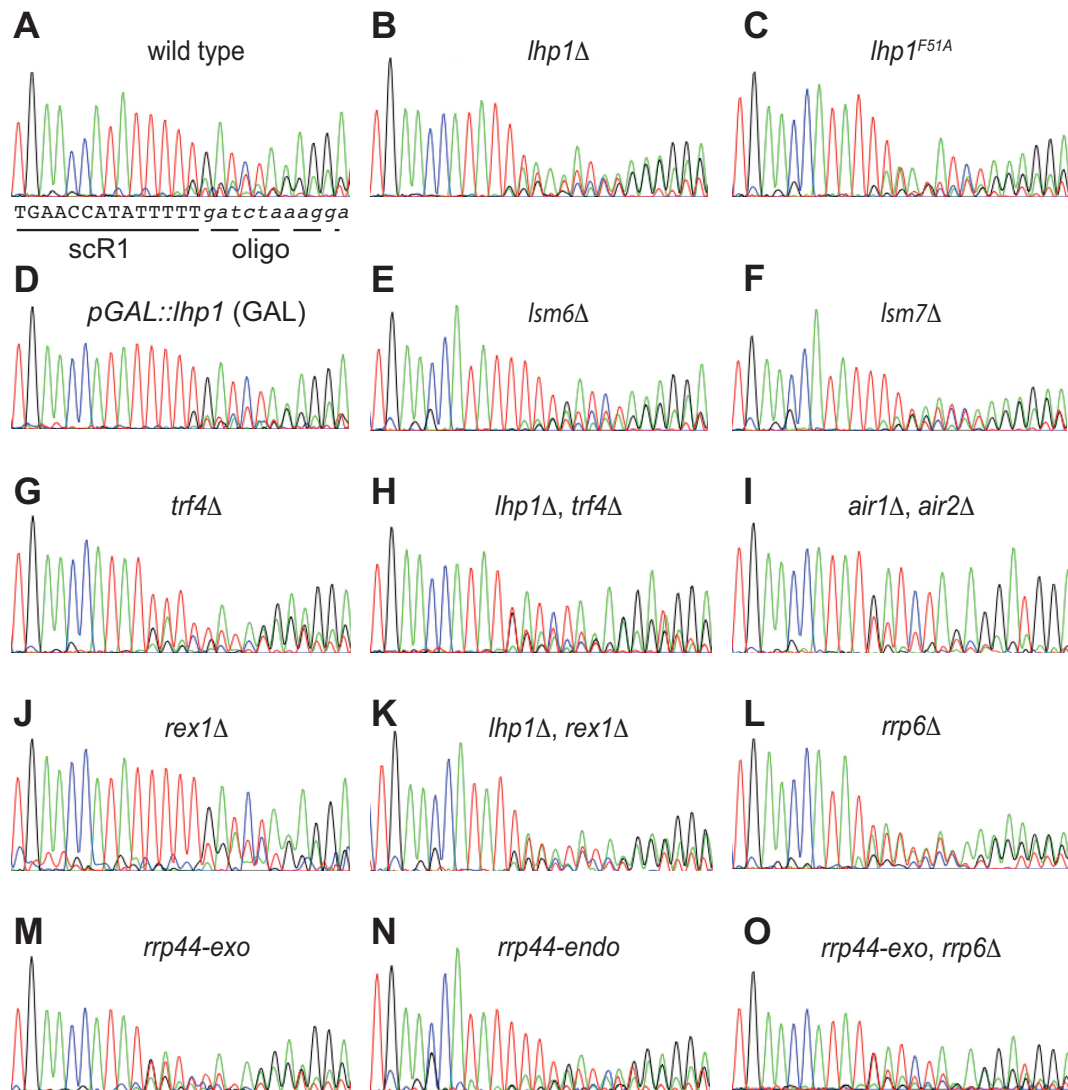 A
wild type
B
lhp1Δ
C
lhp1F51A
TGAACCATATTTTTgatctaaagga
scR1
oligo
D
pGAL::lhp1 (GAL)
E
lsm6Δ
F
lsm7Δ
G
trf4Δ
H
lhp1Δ, trf4Δ
I
air1Δ, air2Δ
J
rex1Δ
K
lhp1Δ, rex1Δ
L
rrp6Δ
M
rrp44-exo
N
rrp44-endo
O
rrp44-exo, rrp6Δ